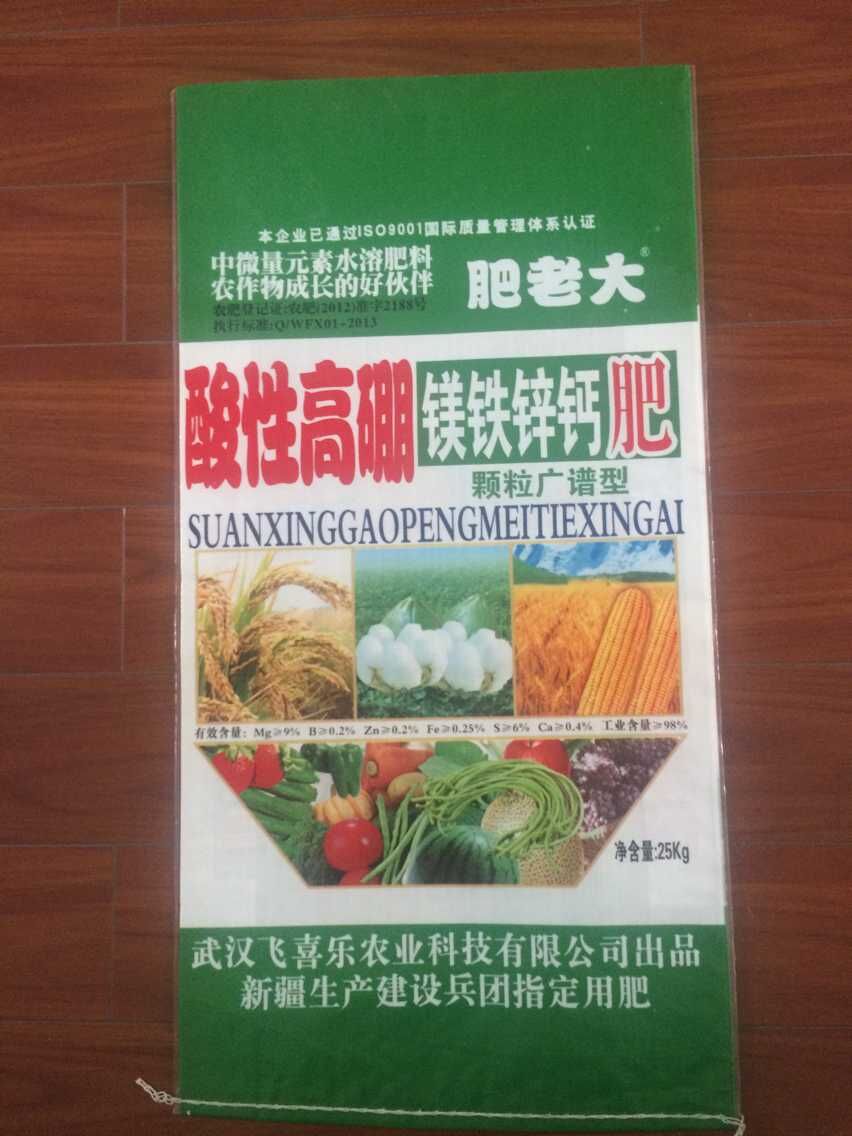 本企业已通过ISO9001国际质量管理体系认证
中微量元素水溶肥料
农作物成长的好伙伴
肥老大®
农肥登记证:农肥(2012)准字2188号
执行标准:Q/WFX01-2013
酸性高硼镁铁锌钙肥
颗粒广谱型
SUANXINGGAOPENGMEITIEXINGAI
有效含量: Mg≥9% B≥0.2% Zn≥0.2% Fe≥0.25% S≥6% Ca≥0.4% 工业含量≥98%
净含量:25Kg
武汉飞喜乐农业科技有限公司出品
新疆生产建设兵团指定用肥